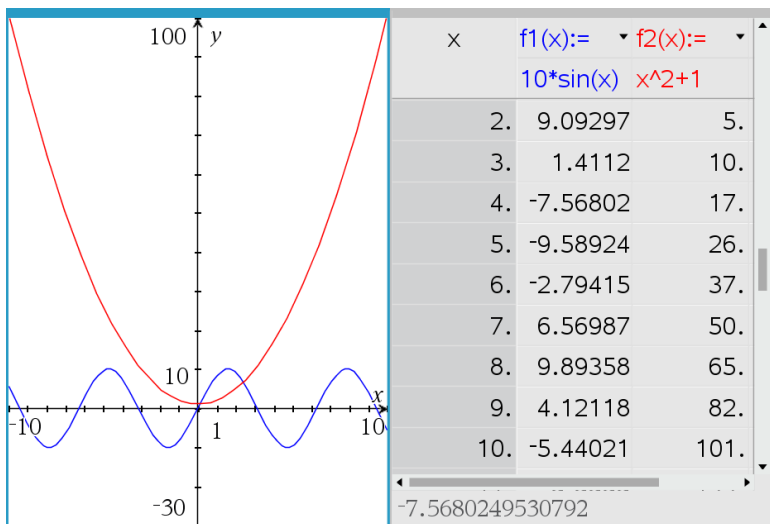 100 y
10
x
-10 1 10
-30
x f1(x):= f2(x):=
10*sin(x) x^2+1
2. 9.09297 5.
3. 1.4112 10.
4. -7.56802 17.
5. -9.58924 26.
6. -2.79415 37.
7. 6.56987 50.
8. 9.89358 65.
9. 4.12118 82.
10. -5.44021 101.
-7.5680249530792